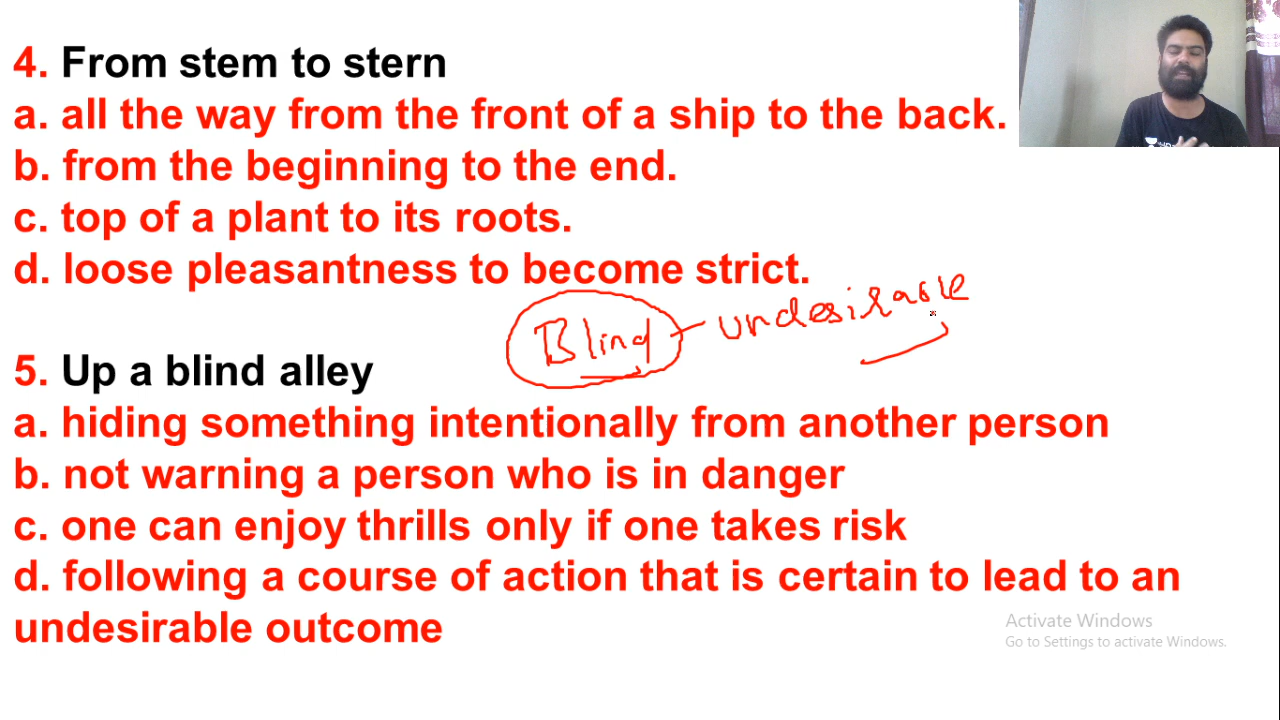 4. From stem to stern
a. all the way from the front of a ship to the back.
b. from the beginning to the end.
c. top of a plant to its roots.
d. loose pleasantness to become strict.
Blind - undesirable
5. Up a blind alley
a. hiding something intentionally from another person
b. not warning a person who is in danger
c. one can enjoy thrills only if one takes risk
d. following a course of action that is certain to lead to an
undesirable outcome
Activate Windows
Go to Settings to activate Windows.